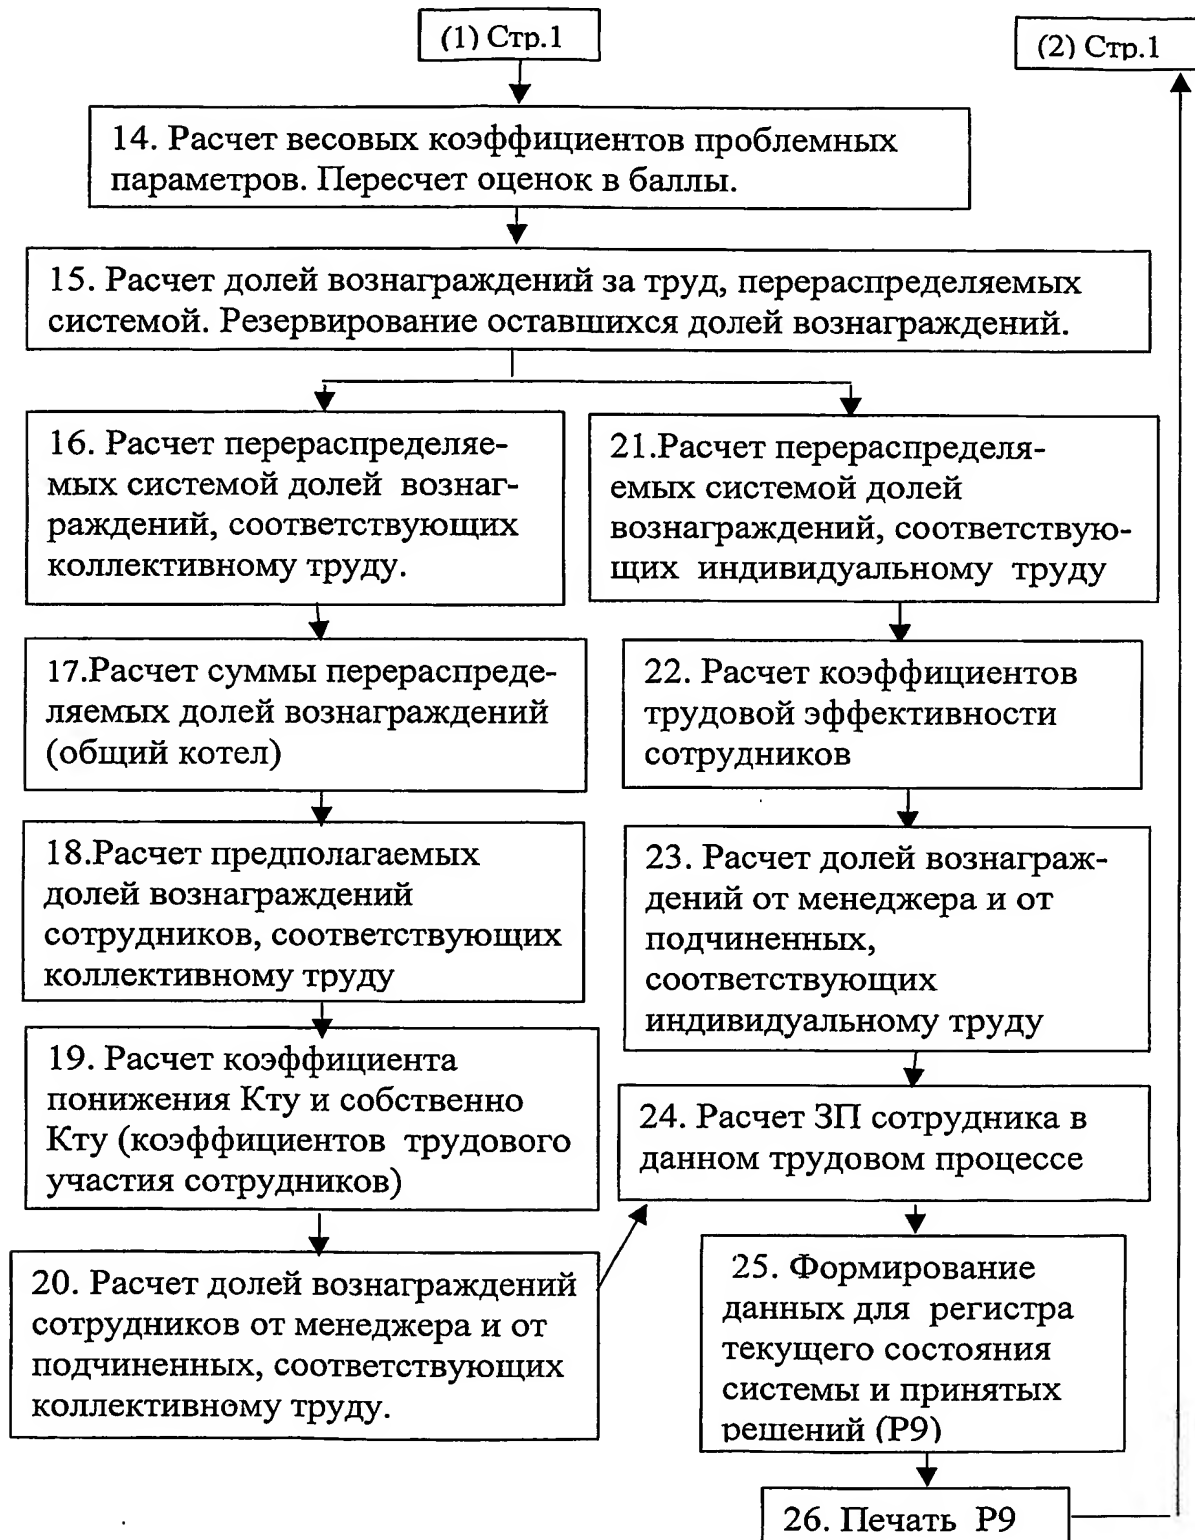 (1) Стр.1
(2) Стр.1
14. Расчет весовых коэффициентов проблемных
параметров. Пересчет оценок в баллы.
15. Расчет долей вознаграждений за труд, перераспределяемых
системой. Резервирование оставшихся долей вознаграждений.
16. Расчет перераспределяе-
мых системой долей вознаг-
раждений, соответствующих
коллективному труду.
17.Расчет суммы перераспреде-
ляемых долей вознаграждений
(общий котел)
18.Расчет предполагаемых
долей вознаграждений
сотрудников, соответствующих
коллективному труду
19. Расчет коэффициента
понижения Кту и собственно
Кту (коэффициентов трудового
участия сотрудников)
20. Расчет долей вознаграждений
сотрудников от менеджера и от
подчиненных, соответствующих
коллективному труду.
21.Расчет перераспределя-
емых системой долей
вознаграждений, соответствую-
щих индивидуальному труду
22. Расчет коэффициентов
трудовой эффективности
сотрудников
23. Расчет долей вознаграж-
дений от менеджера и от
подчиненных,
соответствующих
индивидуальному труду
24. Расчет ЗП сотрудника в
данном трудовом процессе
25. Формирование
данных для регистра
текущего состояния
системы и принятых
решений (Р9)
26. Печать Р9